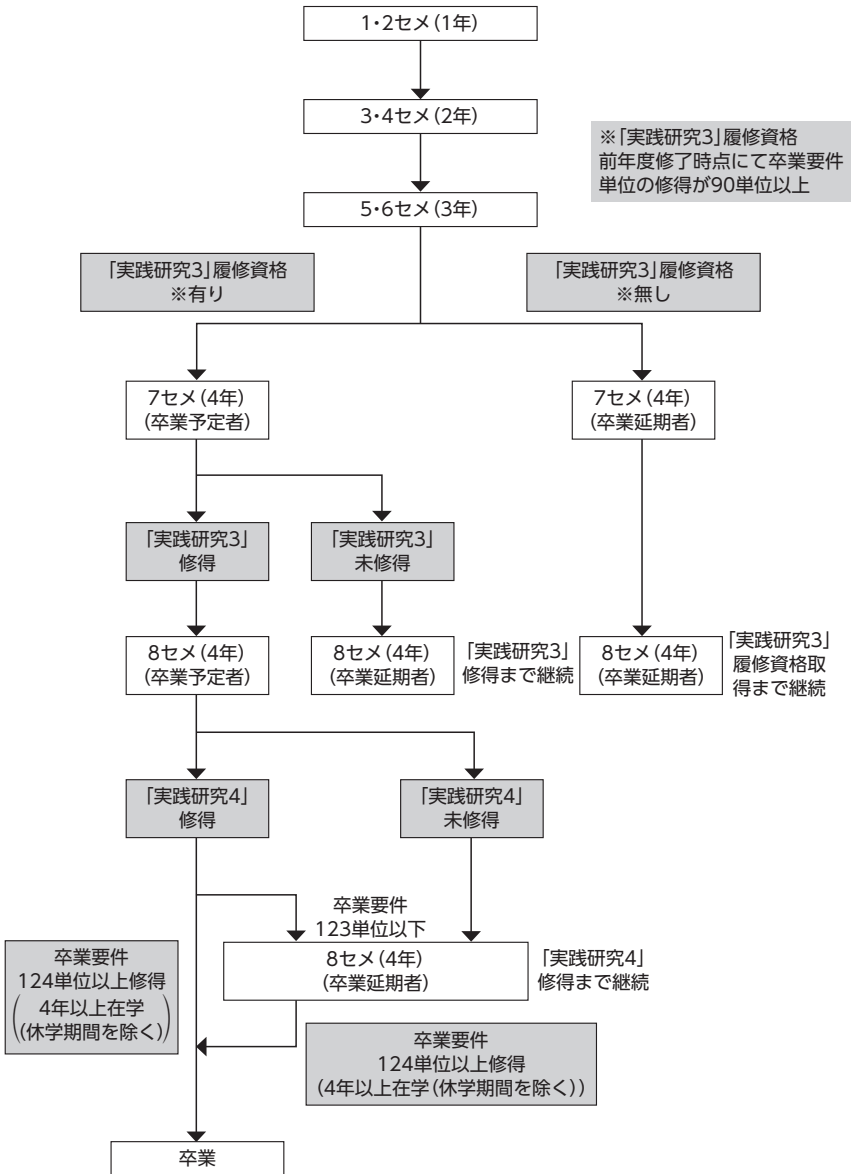 1・2セメ(1年)
3・4セメ(2年)
※「実践研究3」履修資格
前年度修了時点にて卒業要件
単位の修得が90単位以上
5・6セメ(3年)
「実践研究3」履修資格
※有り
「実践研究3」履修資格
※無し
7セメ(4年)
(卒業予定者)
7セメ(4年)
(卒業延期者)
「実践研究3」
修得
「実践研究3」
未修得
8セメ(4年)
(卒業予定者)
8セメ(4年)
(卒業延期者)
「実践研究3」
修得まで継続
8セメ(4年)
(卒業延期者)
「実践研究3」
履修資格取
得まで継続
「実践研究4」
修得
「実践研究4」
未修得
卒業要件
123単位以下
卒業要件
124単位以上修得
(4年以上在学
(休学期間を除く))
8セメ(4年)
(卒業延期者)
「実践研究4」
修得まで継続
卒業要件
124単位以上修得
(4年以上在学(休学期間を除く))
卒業